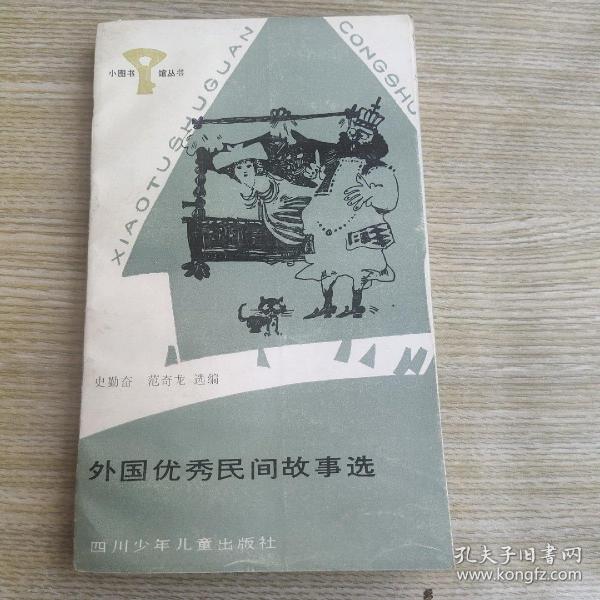 小图书馆丛书
XIAOTUSHUGUAN CONGSHU
史勤奋 范奇龙 选编
外国优秀民间故事选
四川少年儿童出版社
孔夫子旧书网
www.kongfz.com